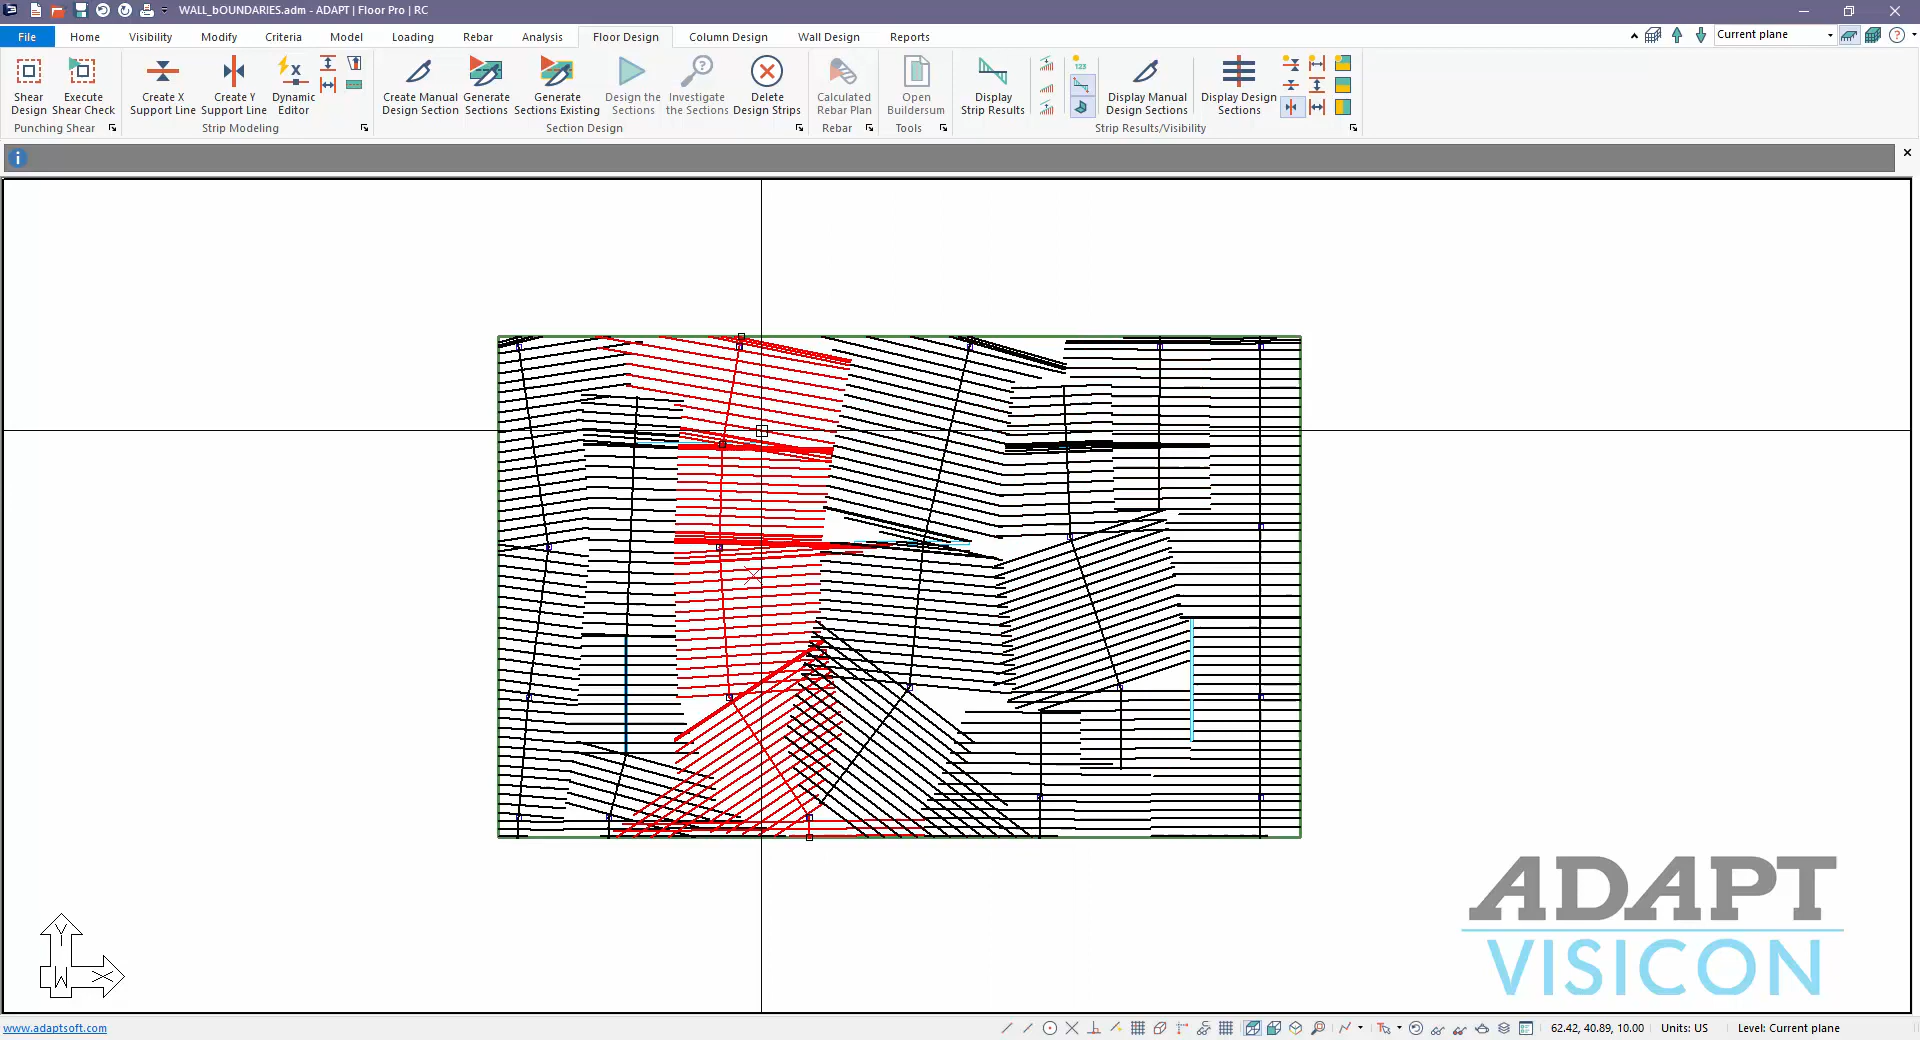 WALL_bOUNDARIES.adm - ADAPT | Floor Pro | RC
File Home Visibility Modify Criteria Model Loading Rebar Analysis Floor Design Column Design Wall Design Reports Current plane
Shear Design Execute Shear Check Create X Support Line Create Y Support Line Dynamic Editor Create Manual Design Section Generate Sections Generate Sections Existing Design the Sections Investigate the Sections Delete Design Strips Calculated Rebar Plan Open Buildersum Display Strip Results 123 Display Manual Design Sections Display Design Sections
Punching Shear Strip Modeling Section Design Rebar Tools Strip Results/Visibility
Y
W X
ADAPT
VISICON
www.adaptsoft.com 62.42, 40.89, 10.00 Units: US Level: Current plane